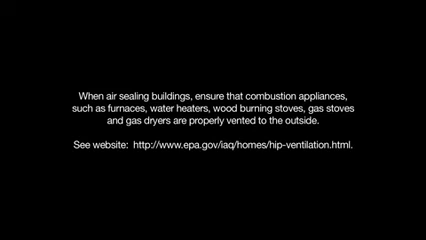 When air sealing buildings, ensure that combustion appliances,
such as furnaces, water heaters, wood burning stoves, gas stoves
and gas dryers are properly vented to the outside.
See website:  http://www.epa.gov/iaq/homes/hip-ventilation.html.